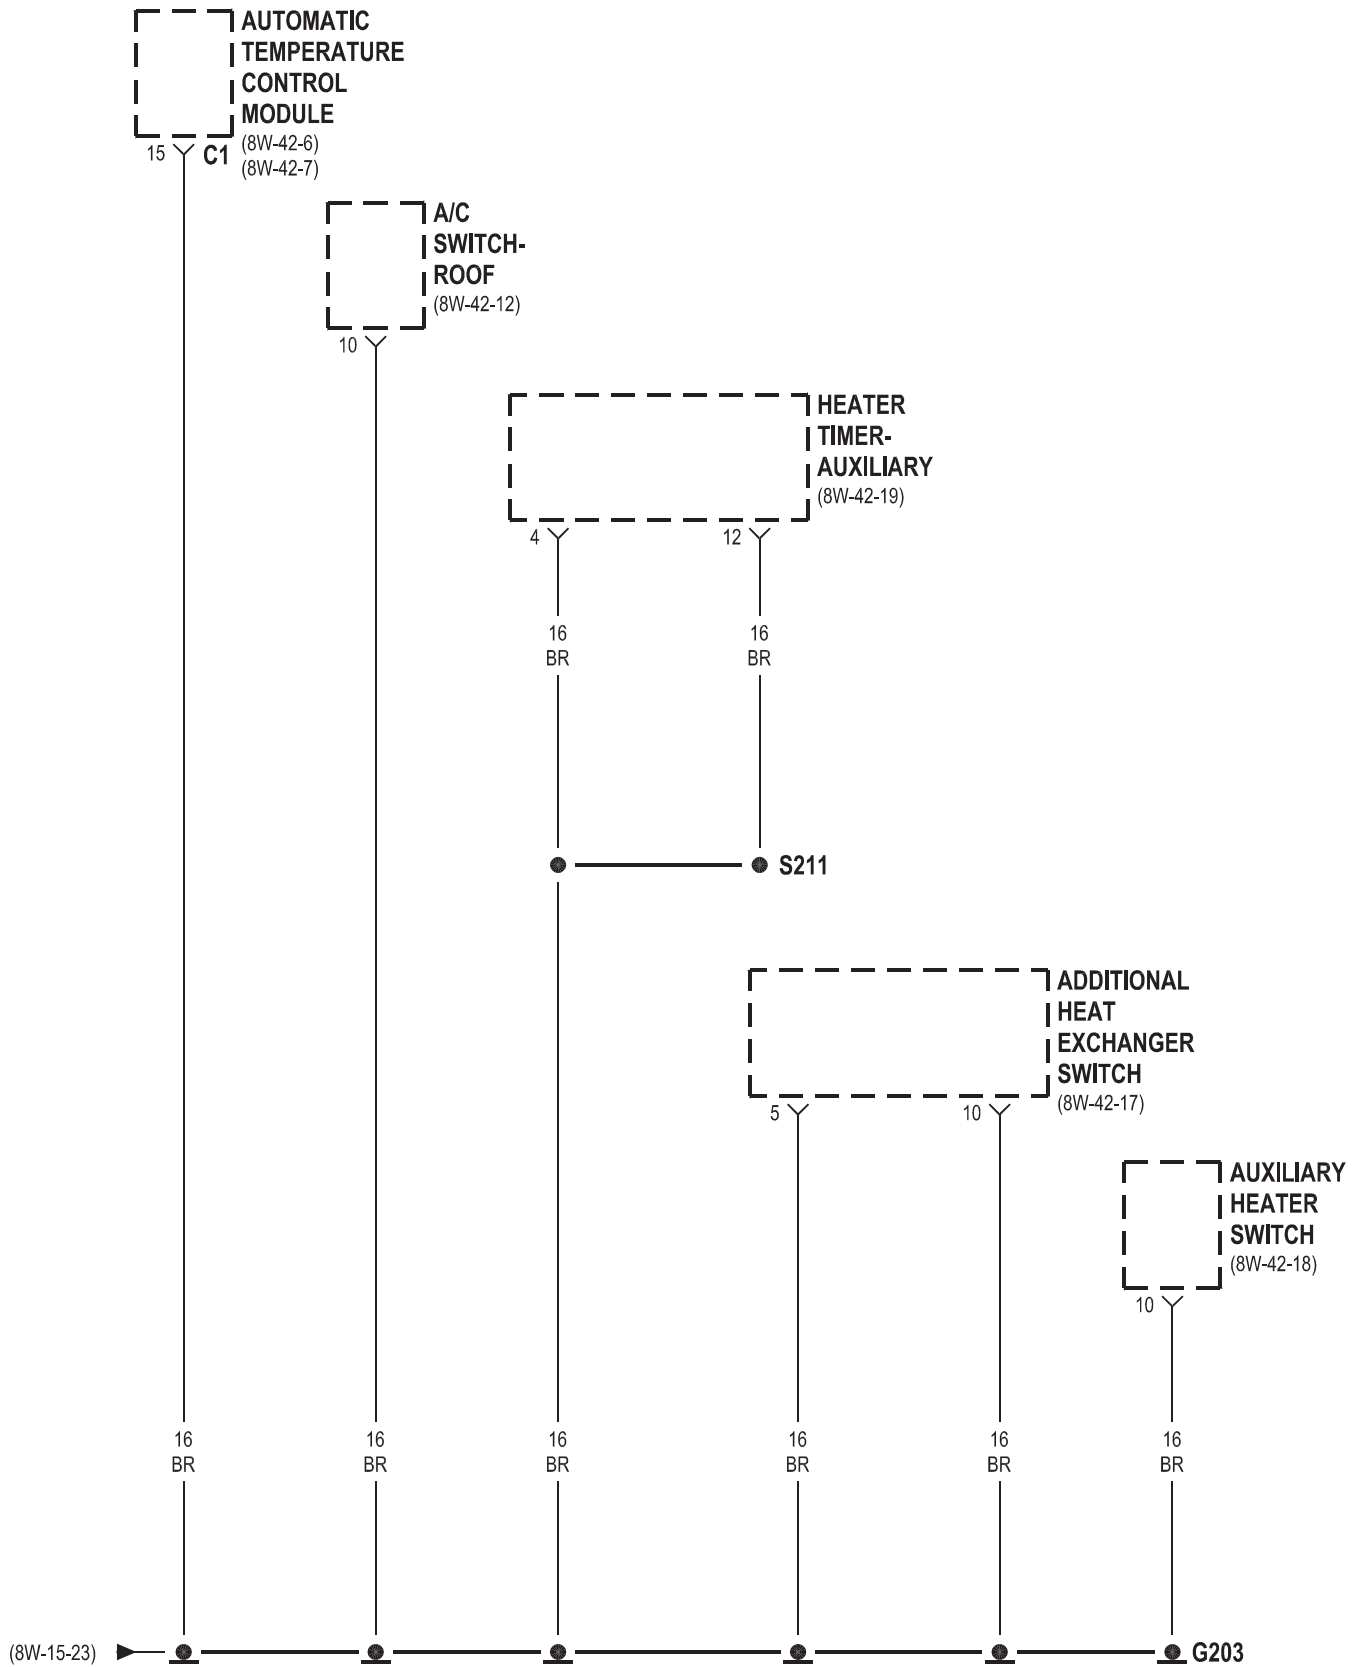 AUTOMATIC
TEMPERATURE
CONTROL
MODULE
(8W-42-6)
(8W-42-7)
15
C1
A/C
SWITCH-
ROOF
(8W-42-12)
10
HEATER
TIMER-
AUXILIARY
(8W-42-19)
4
12
16
BR
16
BR
S211
ADDITIONAL
HEAT
EXCHANGER
SWITCH
(8W-42-17)
5
10
AUXILIARY
HEATER
SWITCH
(8W-42-18)
10
16
BR
16
BR
16
BR
16
BR
16
BR
16
BR
(8W-15-23)
G203